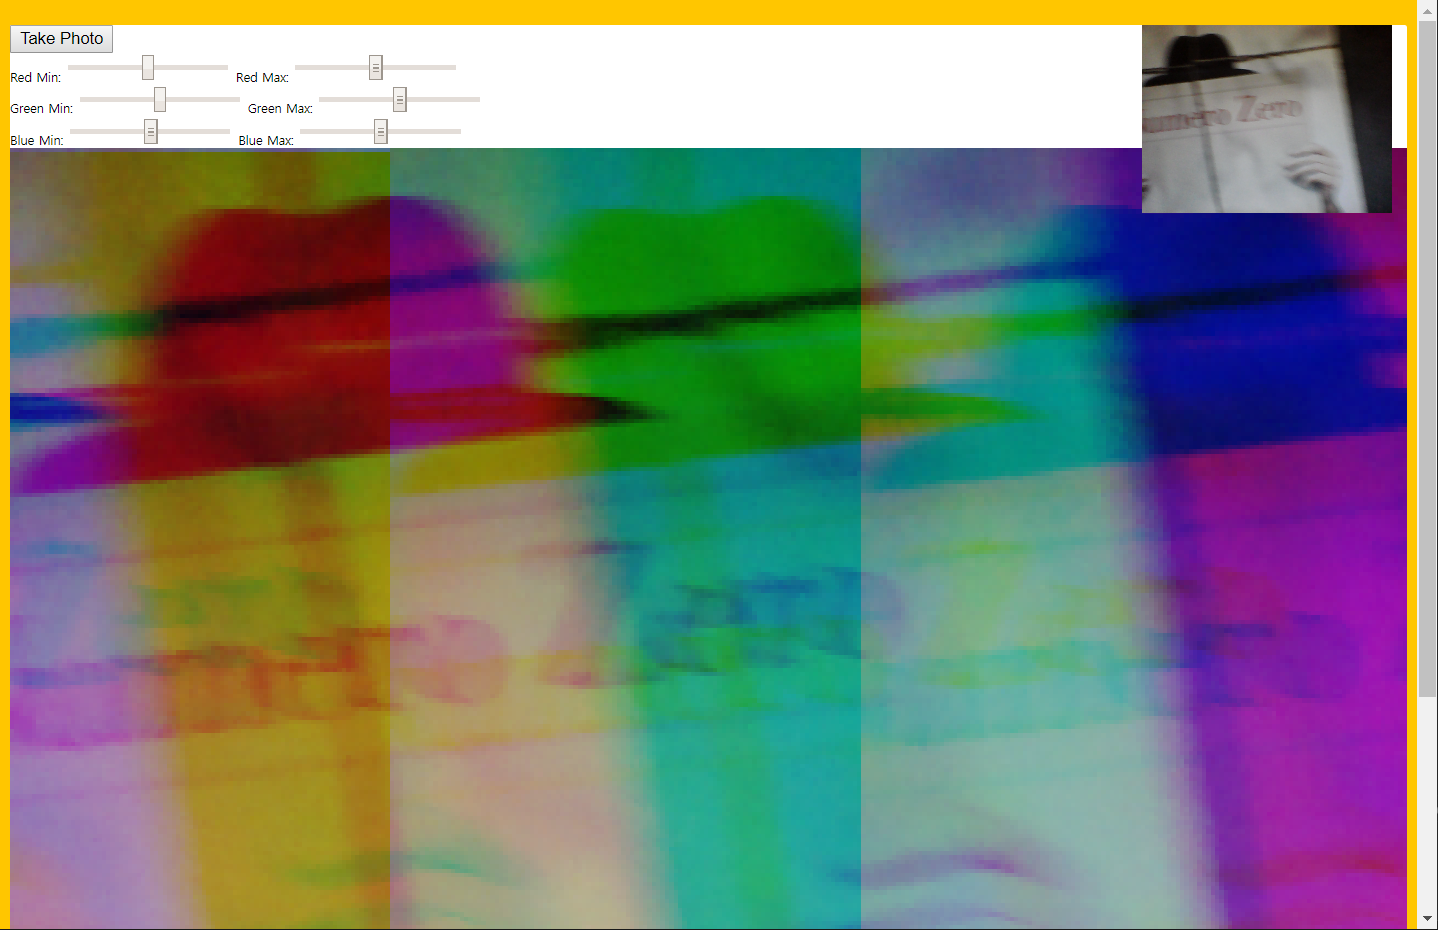 Take Photo
Red Min: Red Max:
Green Min: Green Max:
Blue Min: Blue Max:
umero Zero